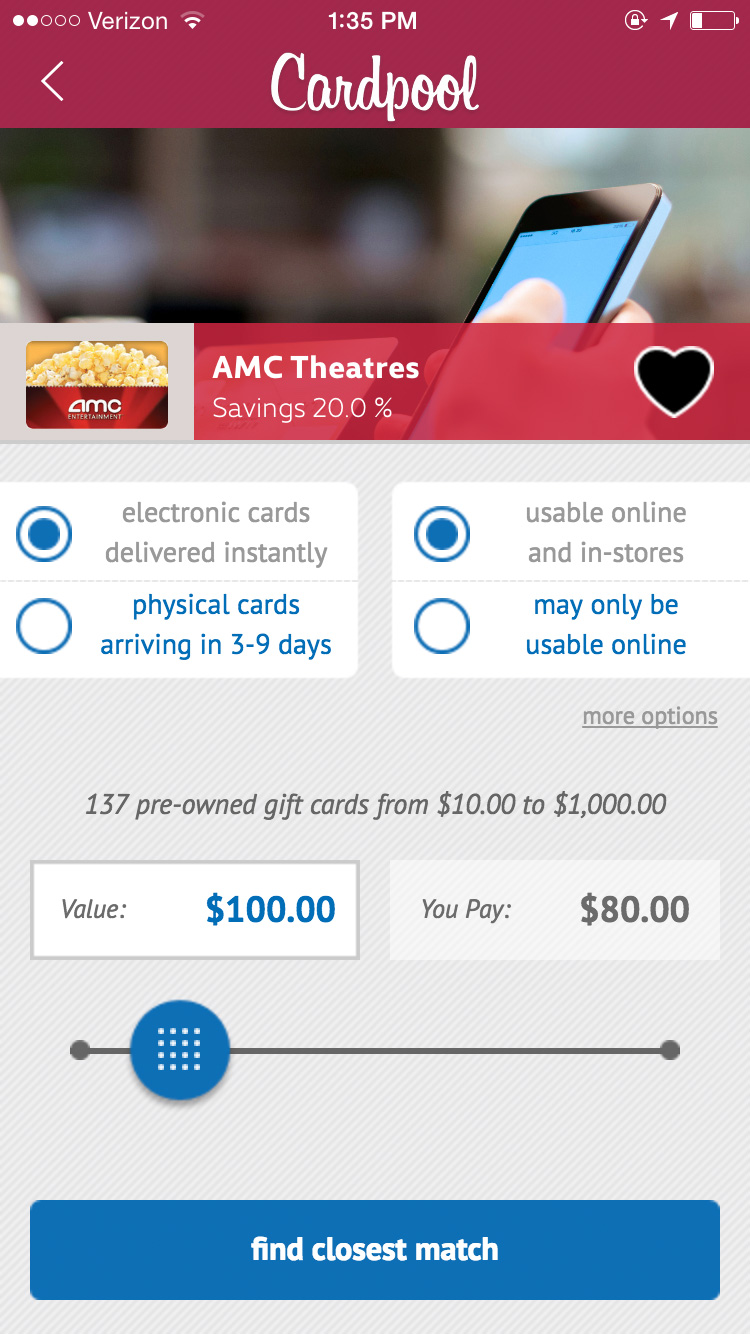 Verizon 1:35 PM
Cardpool
AMC Theatres
Savings 20.0 %
amc
ENTERTAINMENT
electronic cards
delivered instantly
usable online
and in-stores
physical cards
arriving in 3-9 days
may only be
usable online
more options
137 pre-owned gift cards from $10.00 to $1,000.00
Value: $100.00
You Pay: $80.00
find closest match